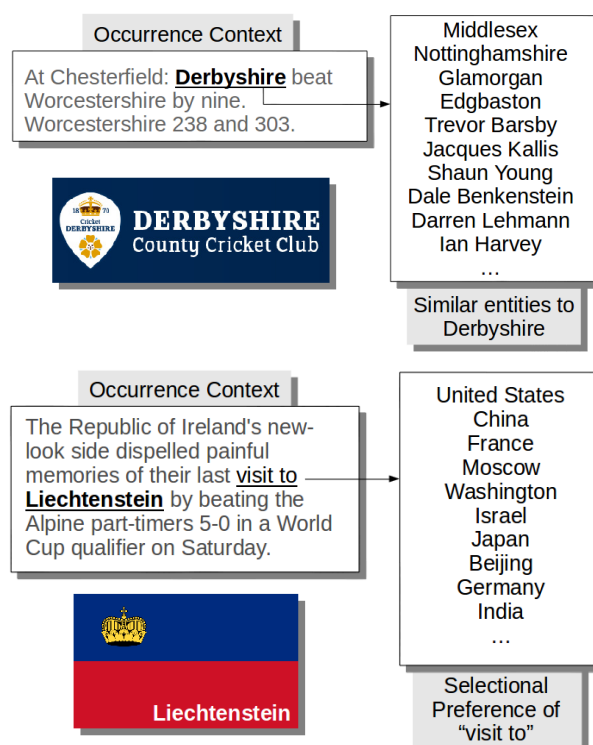 Occurrence Context
At Chesterfield: Derbyshire beat
Worcestershire by nine.
Worcestershire 238 and 303.
18 70
Cricket
DERBYSHIRE
DERBYSHIRE
County Cricket Club
Middlesex
Nottinghamshire
Glamorgan
Edgbaston
Trevor Barsby
Jacques Kallis
Shaun Young
Dale Benkenstein
Darren Lehmann
Ian Harvey
...
Similar entities to
Derbyshire
Occurrence Context
The Republic of Ireland's new-
look side dispelled painful
memories of their last visit to
Liechtenstein by beating the
Alpine part-timers 5-0 in a World
Cup qualifier on Saturday.
Liechtenstein
United States
China
France
Moscow
Washington
Israel
Japan
Beijing
Germany
India
...
Selectional
Preference of
“visit to”